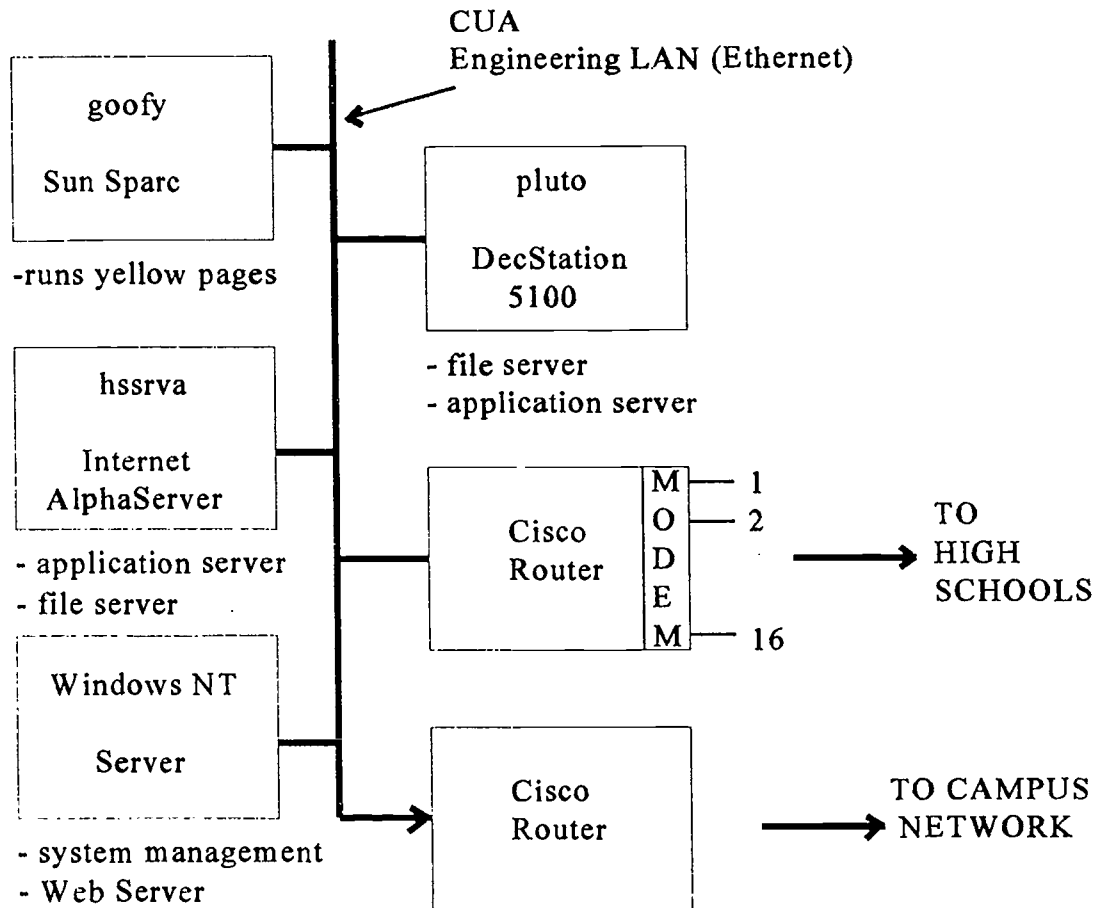 CUA
Engineering LAN (Ethernet)
goofy
Sun Sparc
-runs yellow pages
pluto
DecStation
5100
- file server
- application server
hssrva
Internet
AlphaServer
- application server
- file server
Cisco
Router
MODEM
1
2
16
TO
HIGH
SCHOOLS
Windows NT
Server
- system management
- Web Server
Cisco
Router
TO CAMPUS
NETWORK